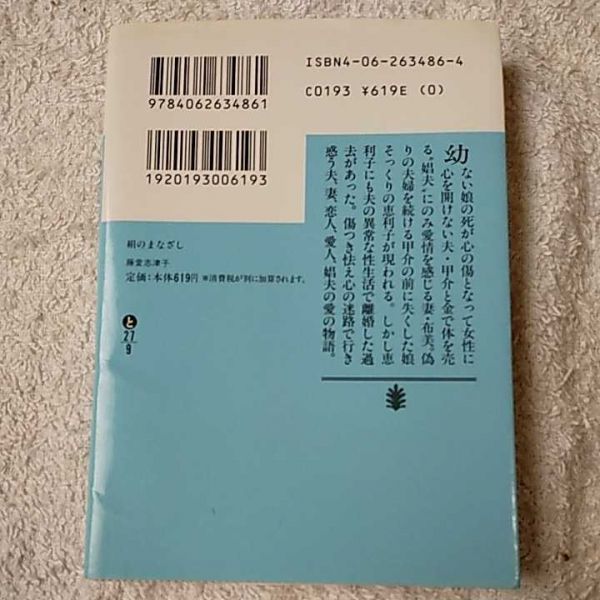 ISBN4-06-263486-4
C0193 ¥619E (0)
9784062634861
1920193006193
幼ない娘の死が心の傷となって女性に
心を開けない夫・甲介と金で体を売
る〝娼夫〟にのみ愛情を感じる妻・布美。偽
りの夫婦を続ける甲介の前に失くした娘
そっくりの恵利子が現われる。しかし恵
利子にも夫の異常な性生活で離婚した過
去があった。傷つき怯え心の迷路で行き
惑う夫、妻、恋人、愛人、娼夫の愛の物語。
絹のまなざし
藤堂志津子
定価:本体619円 ※消費税が別に加算されます。
と
27
9